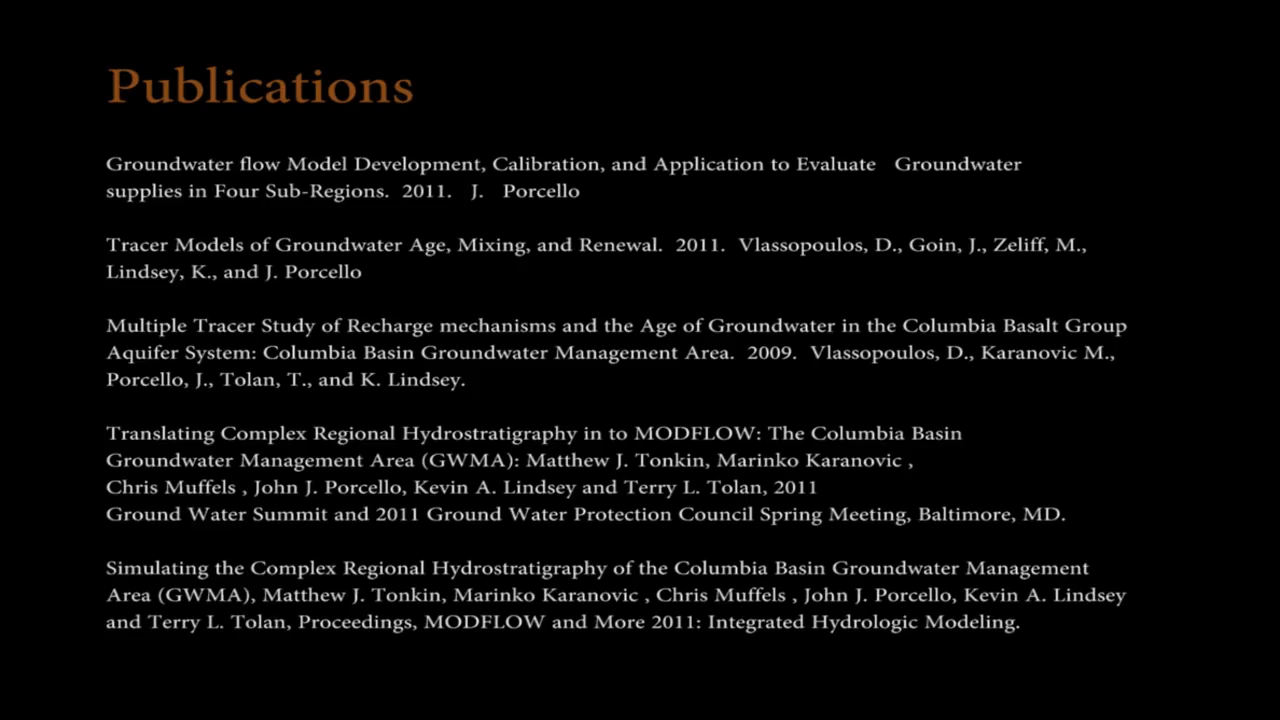 Publications
Groundwater flow Model Development, Calibration, and Application to Evaluate Groundwater
supplies in Four Sub-Regions. 2011. J. Porcello
Tracer Models of Groundwater Age, Mixing, and Renewal. 2011. Vlassopoulos, D., Goin, J., Zeliff, M.,
Lindsey, K., and J. Porcello
Multiple Tracer Study of Recharge mechanisms and the Age of Groundwater in the Columbia Basalt Group
Aquifer System: Columbia Basin Groundwater Management Area. 2009. Vlassopoulos, D., Karanovic M.,
Porcello, J., Tolan, T., and K. Lindsey.
Translating Complex Regional Hydrostratigraphy in to MODFLOW: The Columbia Basin
Groundwater Management Area (GWMA): Matthew J. Tonkin, Marinko Karanovic ,
Chris Muffels , John J. Porcello, Kevin A. Lindsey and Terry L. Tolan, 2011
Ground Water Summit and 2011 Ground Water Protection Council Spring Meeting, Baltimore, MD.
Simulating the Complex Regional Hydrostratigraphy of the Columbia Basin Groundwater Management
Area (GWMA), Matthew J. Tonkin, Marinko Karanovic , Chris Muffels , John J. Porcello, Kevin A. Lindsey
and Terry L. Tolan, Proceedings, MODFLOW and More 2011: Integrated Hydrologic Modeling.